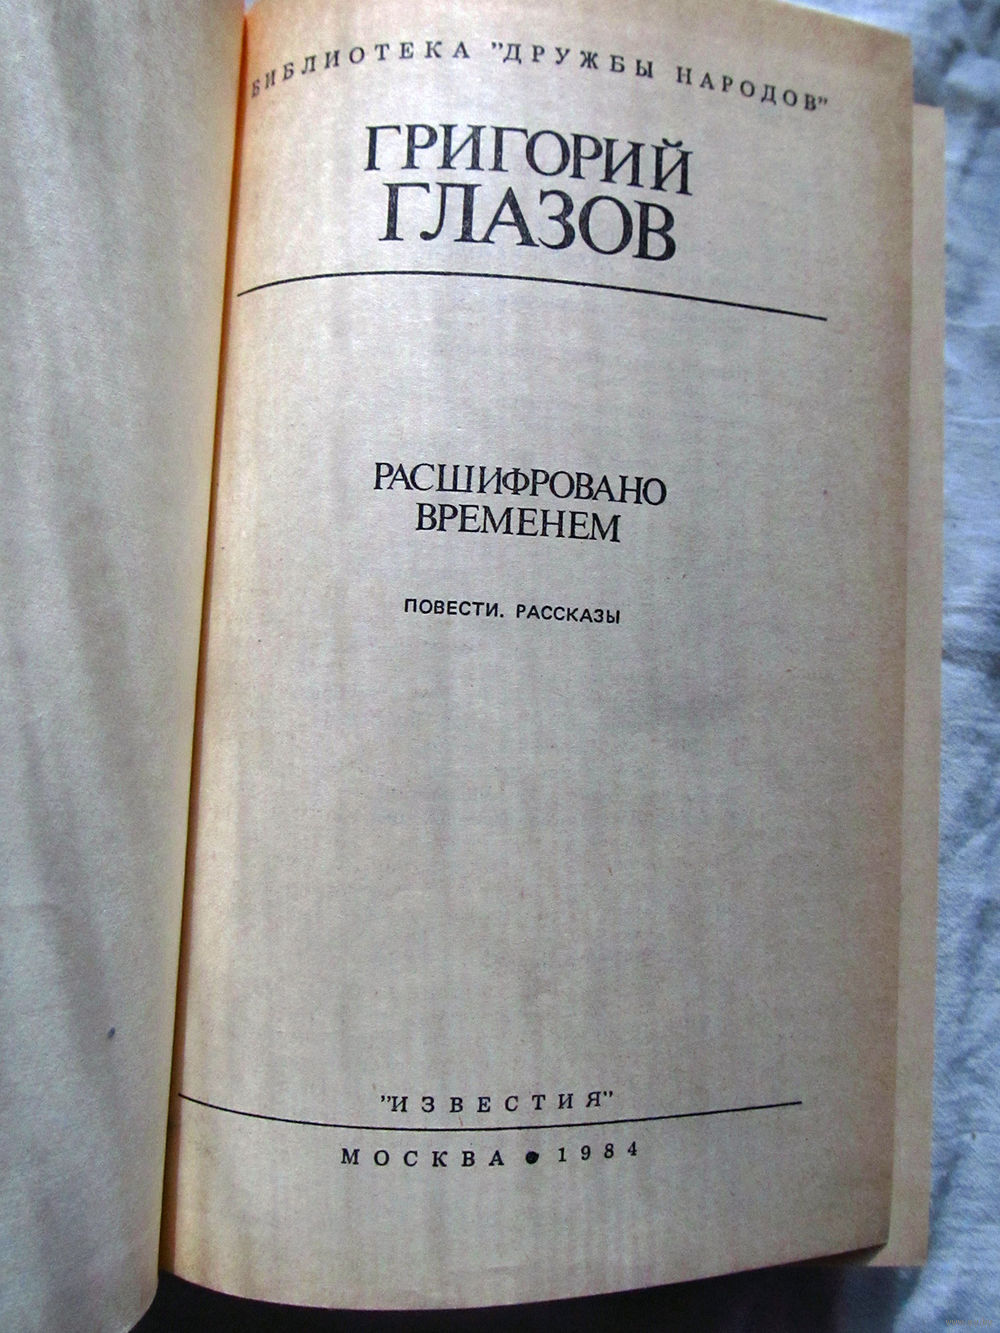 БИБЛИОТЕКА "ДРУЖБЫ НАРОДОВ"
ГРИГОРИЙ
ГЛАЗОВ
РАСШИФРОВАНО
ВРЕМЕНЕМ
ПОВЕСТИ. РАССКАЗЫ
"ИЗВЕСТИЯ"
МОСКВА • 1984